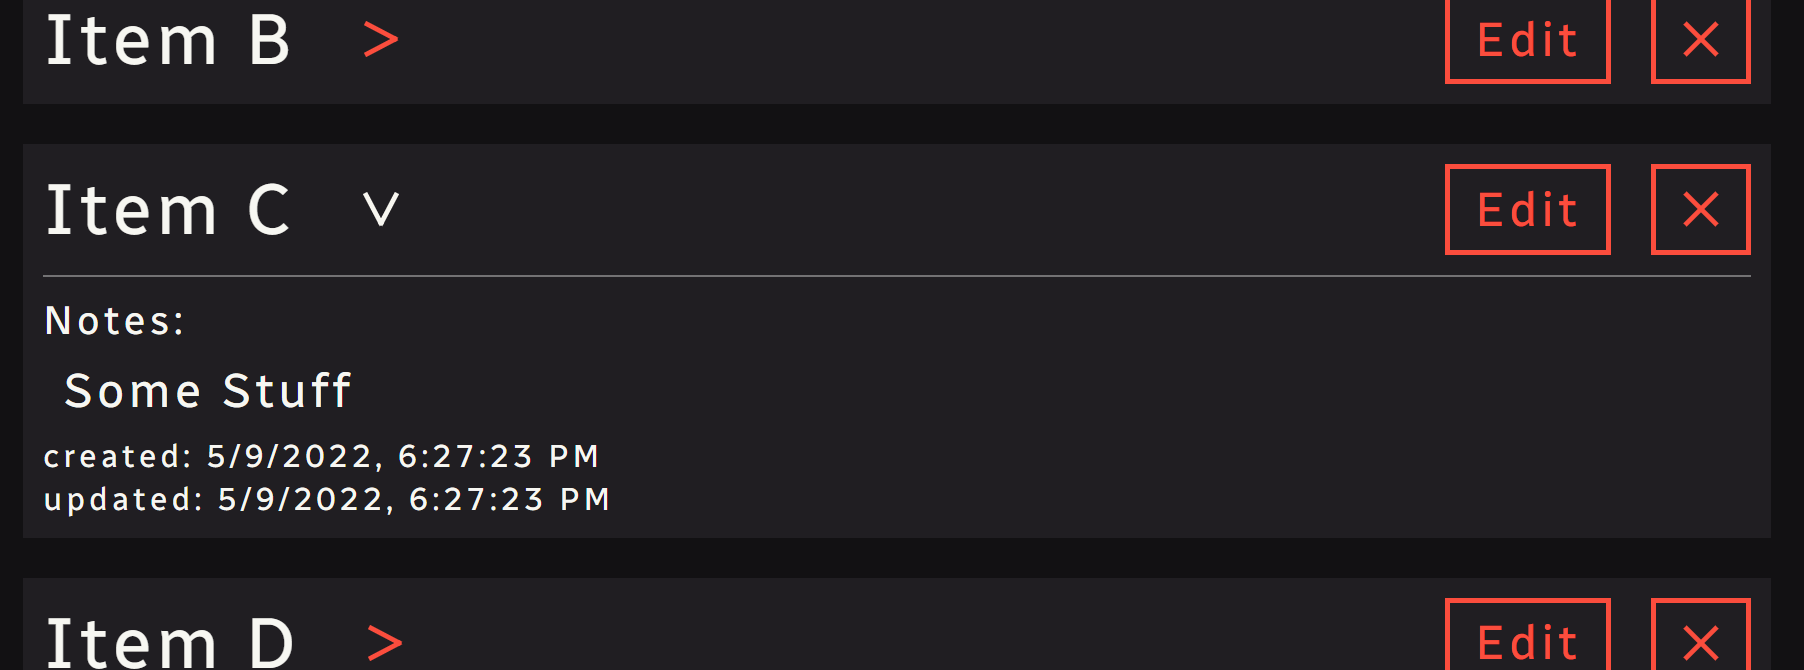 Item B > Edit ×
Item C ∨ Edit ×
Notes:
Some Stuff
created: 5/9/2022, 6:27:23 PM
updated: 5/9/2022, 6:27:23 PM
Item D > Edit ×